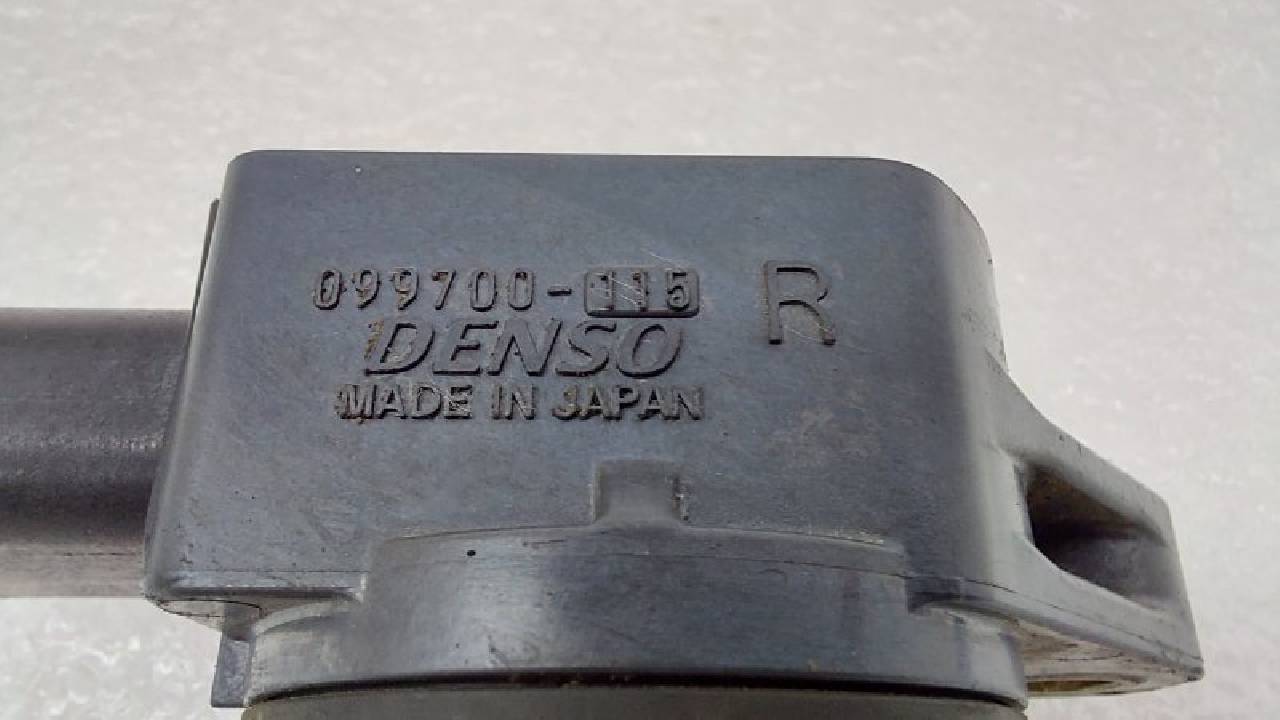 099700-115 R
DENSO
MADE IN JAPAN